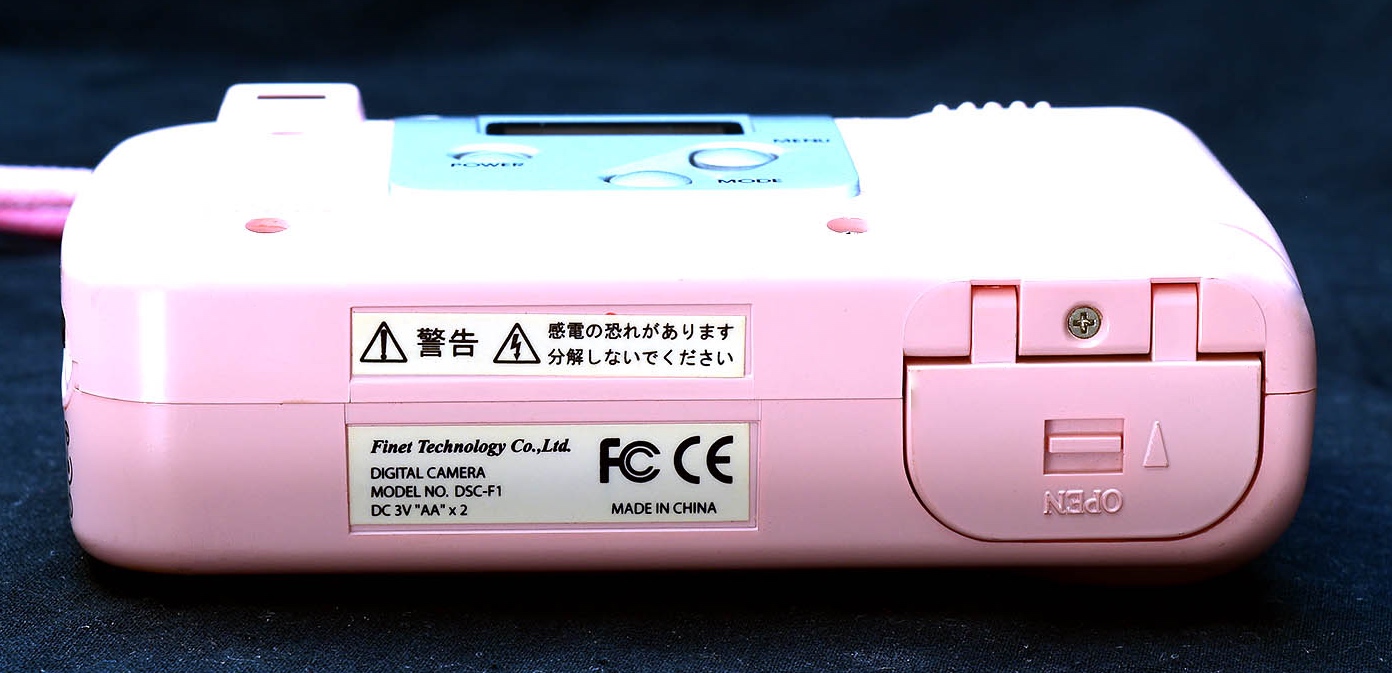 MENU
POWER
MODE
警告
感電の恐れがあります
分解しないでください
Finet Technology Co.,Ltd.
DIGITAL CAMERA
MODEL NO. DSC-F1
DC 3V "AA" x 2
FC CE
MADE IN CHINA
OPEN